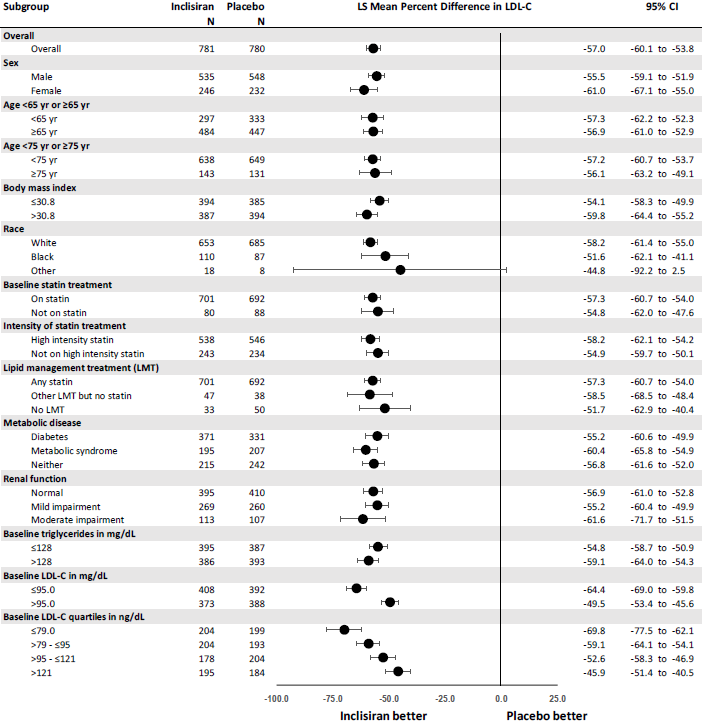 Subgroup Inclisiran Placebo LS Mean Percent Difference in LDL-C 95% CI
N N
Overall
Overall 781 780 -57.0 -60.1 to -53.8
Sex
Male 535 548 -55.5 -59.1 to -51.9
Female 246 232 -61.0 -67.1 to -55.0
Age <65 yr or ≥65 yr
<65 yr 297 333 -57.3 -62.2 to -52.3
≥65 yr 484 447 -56.9 -61.0 to -52.9
Age <75 yr or ≥75 yr
<75 yr 638 649 -57.2 -60.7 to -53.7
≥75 yr 143 131 -56.1 -63.2 to -49.1
Body mass index
≤30.8 394 385 -54.1 -58.3 to -49.9
>30.8 387 394 -59.8 -64.4 to -55.2
Race
White 653 685 -58.2 -61.4 to -55.0
Black 110 87 -51.6 -62.1 to -41.1
Other 18 8 -44.8 -92.2 to 2.5
Baseline statin treatment
On statin 701 692 -57.3 -60.7 to -54.0
Not on statin 80 88 -54.8 -62.0 to -47.6
Intensity of statin treatment
High intensity statin 538 546 -58.2 -62.1 to -54.2
Not on high intensity statin 243 234 -54.9 -59.7 to -50.1
Lipid management treatment (LMT)
Any statin 701 692 -57.3 -60.7 to -54.0
Other LMT but no statin 47 38 -58.5 -68.5 to -48.4
No LMT 33 50 -51.7 -62.9 to -40.4
Metabolic disease
Diabetes 371 331 -55.2 -60.6 to -49.9
Metabolic syndrome 195 207 -60.4 -65.8 to -54.9
Neither 215 242 -56.8 -61.6 to -52.0
Renal function
Normal 395 410 -56.9 -61.0 to -52.8
Mild impairment 269 260 -55.2 -60.4 to -49.9
Moderate impairment 113 107 -61.6 -71.7 to -51.5
Baseline triglycerides in mg/dL
≤128 395 387 -54.8 -58.7 to -50.9
>128 386 393 -59.1 -64.0 to -54.3
Baseline LDL-C in mg/dL
≤95.0 408 392 -64.4 -69.0 to -59.8
>95.0 373 388 -49.5 -53.4 to -45.6
Baseline LDL-C quartiles in ng/dL
≤79.0 204 199 -69.8 -77.5 to -62.1
>79 - ≤95 204 193 -59.1 -64.1 to -54.1
>95 - ≤121 178 204 -52.6 -58.3 to -46.9
>121 195 184 -45.9 -51.4 to -40.5
-100.0 -75.0 -50.0 -25.0 0.0 25.0
Inclisiran better Placebo better